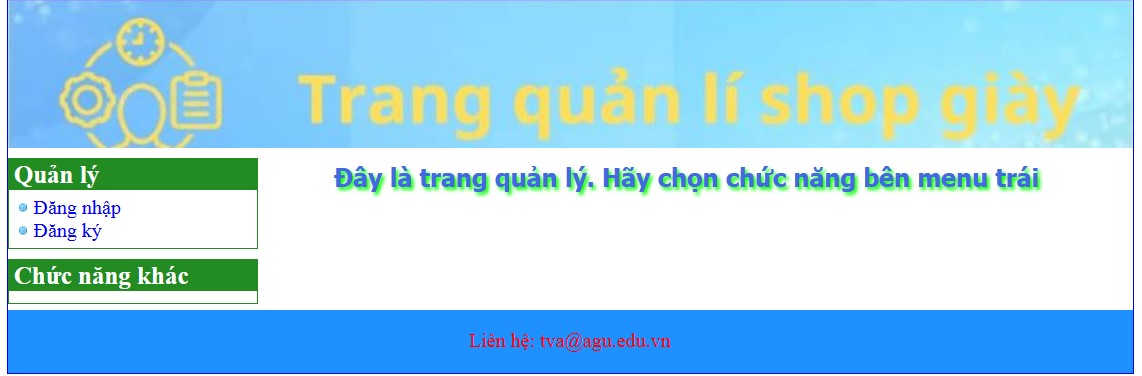 Trang quản lí shop giày
Quản lý
Đăng nhập
Đăng ký
Chức năng khác
Đây là trang quản lý. Hãy chọn chức năng bên menu trái
Liên hệ: tva@agu.edu.vn